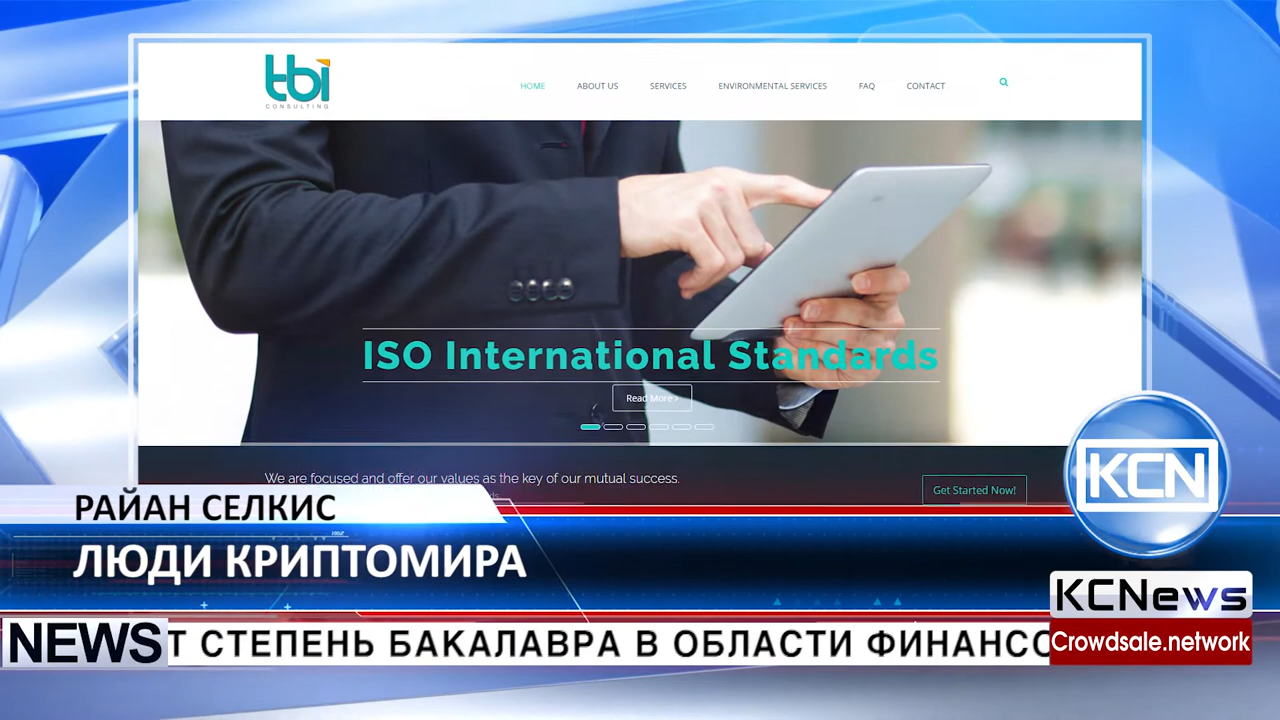 tbi
CONSULTING
HOME ABOUT US SERVICES ENVIRONMENTAL SERVICES FAQ CONTACT
ISO International Standards
Read More >
We are focused and offer our values as the key of our mutual success.
Get Started Now!
РАЙАН СЕЛКИС
ЛЮДИ КРИПТОМИРА
KCN
KCNews
NEWS
Т СТЕПЕНЬ БАКАЛАВРА В ОБЛАСТИ ФИНАНСО
Crowdsale.network